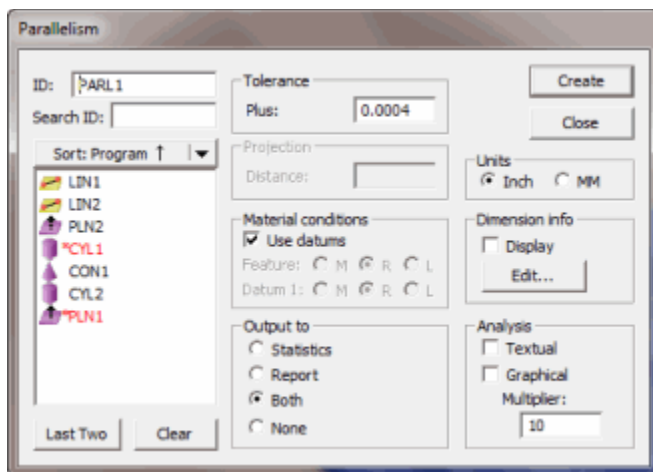 Parallelism
ID: PARL1
Search ID:
Sort: Program ↑
LIN1
LIN2
PLN2
*CYL1
CON1
CYL2
*PLN1
Last Two
Clear
Tolerance
Plus: 0.0004
Projection
Distance:
Material conditions
Use datums
Feature: M R L
Datum 1: M R L
Output to
Statistics
Report
Both
None
Create
Close
Units
Inch MM
Dimension info
Display
Edit...
Analysis
Textual
Graphical
Multiplier:
10